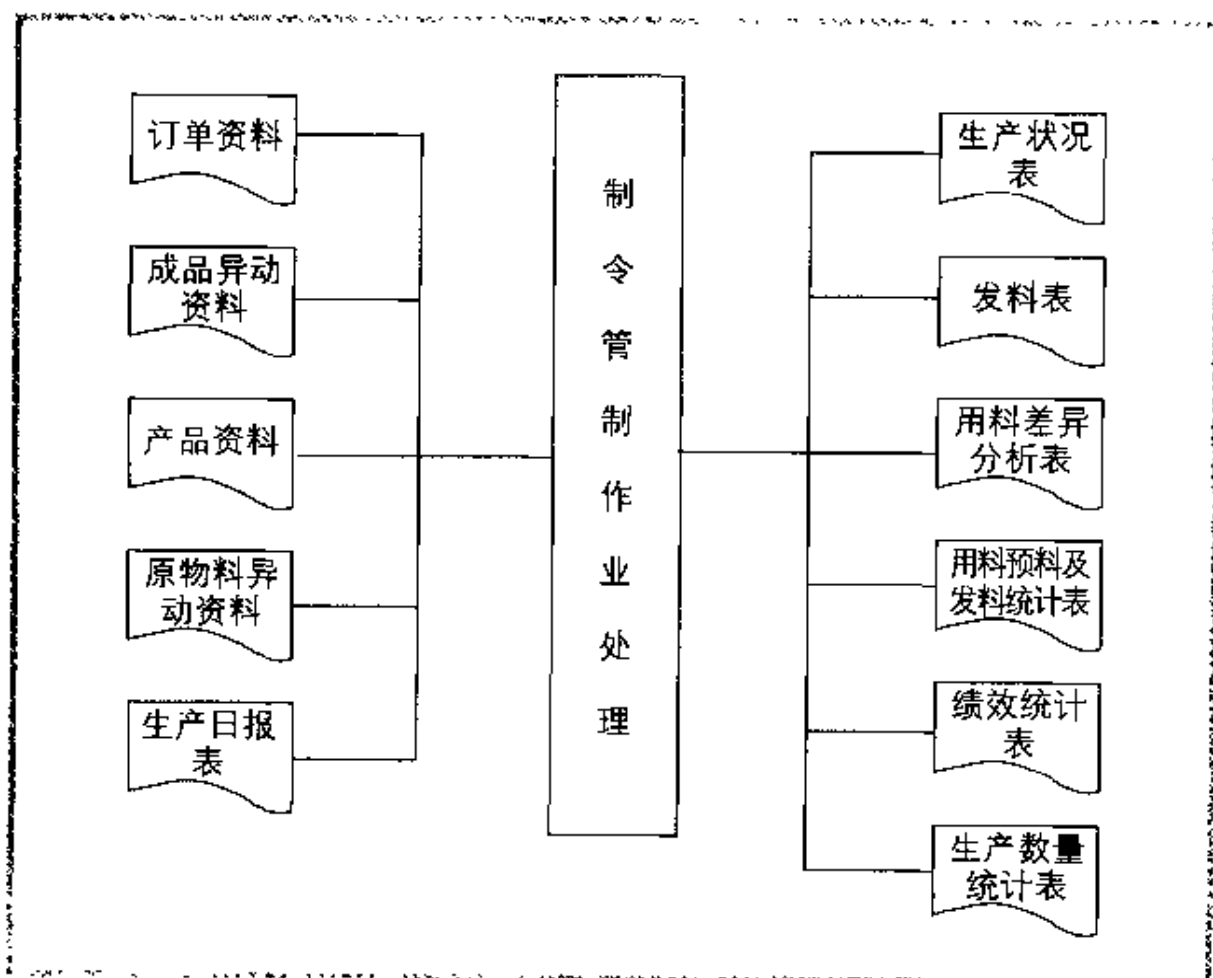 订单资料
成品异动
资料
产品资料
原物料异
动资料
生产日报
表
制
令
管
制
作
业
处
理
生产状况
表
发料表
用料差异
分析表
用料预料及
发料统计表
绩效统计
表
生产数量
统计表